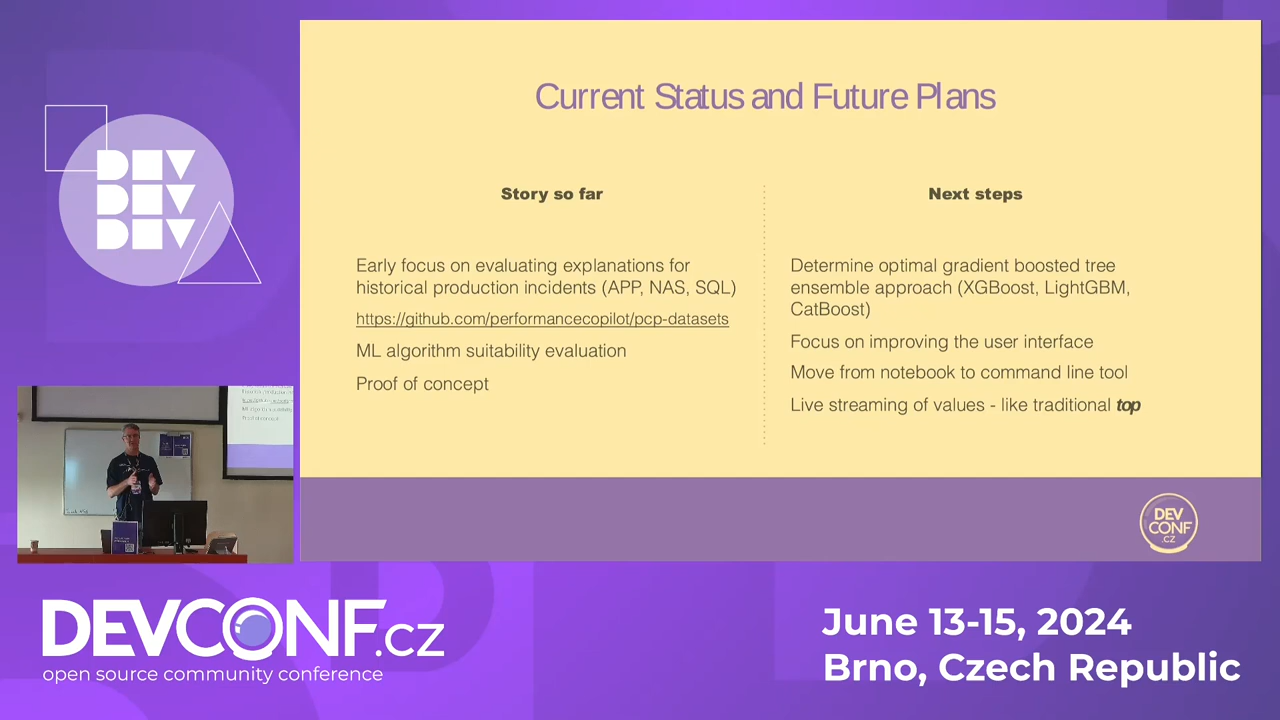 Current Status and Future Plans
Story so far
Early focus on evaluating explanations for
historical production incidents (APP, NAS, SQL)
https://github.com/performancecopilot/pcp-datasets
ML algorithm suitability evaluation
Proof of concept
Next steps
Determine optimal gradient boosted tree
ensemble approach (XGBoost, LightGBM,
CatBoost)
Focus on improving the user interface
Move from notebook to command line tool
Live streaming of values - like traditional top
DEV
CONF
.CZ
DEV
DEV
DEV
DEVCONF.cz
open source community conference
June 13-15, 2024
Brno, Czech Republic